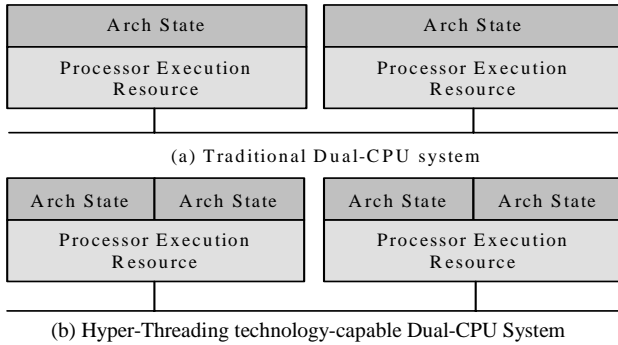 Arch State Arch State
Processor Execution Processor Execution
Resource Resource
(a) Traditional Dual-CPU system
Arch State Arch State Arch State Arch State
Processor Execution Processor Execution
Resource Resource
(b) Hyper-Threading technology-capable Dual-CPU System